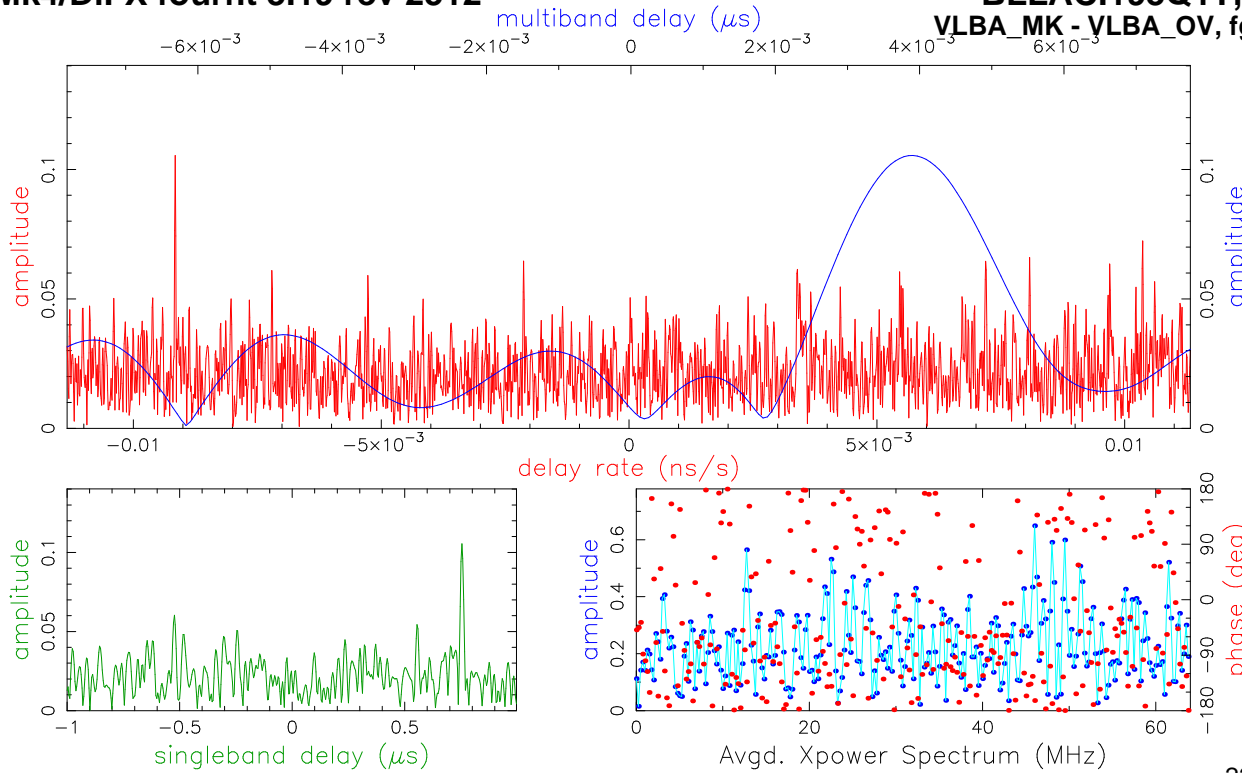 multiband delay (μs)
VLBA_MK - VLBA_OV,
−6×10⁻³ −4×10⁻³ −2×10⁻³ 0 2×10⁻³ 4×10⁻³ 6×10⁻³
amplitude
0 0.05 0.1
amplitude
0 0.05 0.1
−0.01 −5×10⁻³ 0 5×10⁻³ 0.01
delay rate (ns/s)
amplitude
0 0.05 0.1
−1 −0.5 0 0.5
singleband delay (μs)
amplitude
0 0.2 0.4 0.6
phase (deg)
−180 −90 0 90 180
0 20 40 60
Avgd. Xpower Spectrum (MHz)